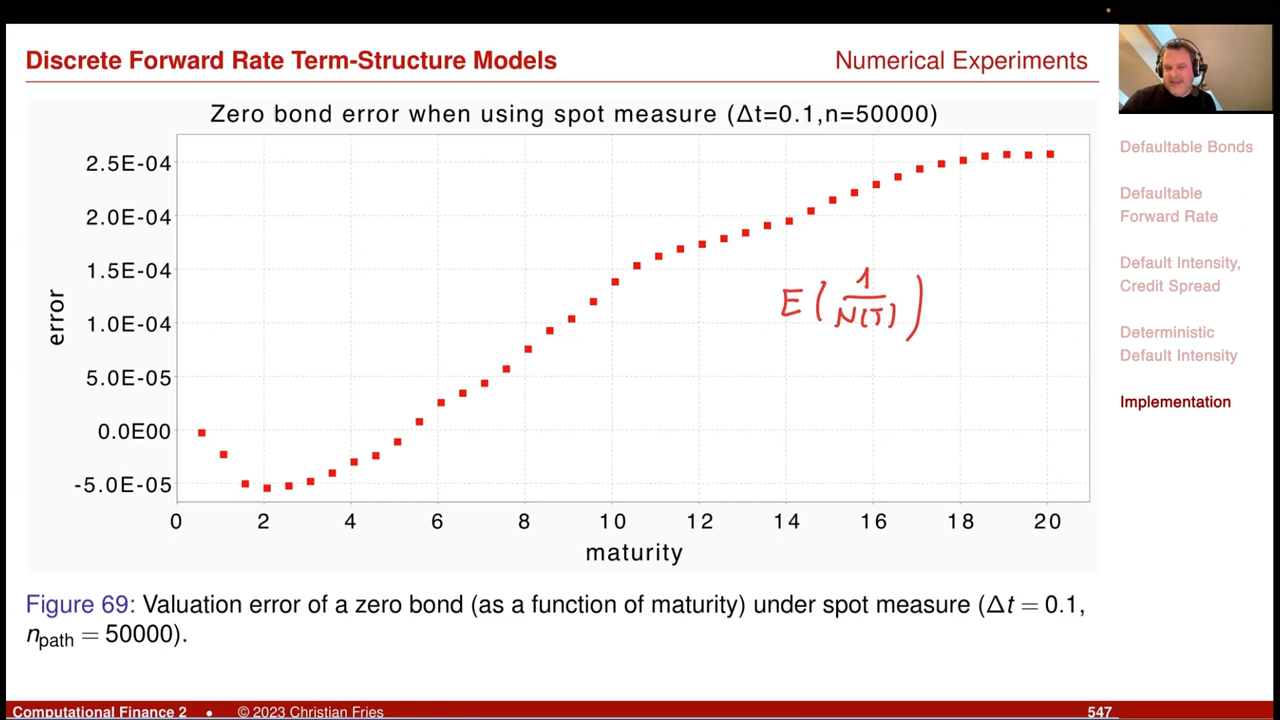 Discrete Forward Rate Term-Structure Models
Numerical Experiments
Zero bond error when using spot measure (Δt=0.1,n=50000)
2.5E-04
2.0E-04
1.5E-04
1.0E-04
5.0E-05
0.0E00
-5.0E-05
error
0 2 4 6 8 10 12 14 16 18 20
maturity
E ( 1 / N(T) )
Figure 69: Valuation error of a zero bond (as a function of maturity) under spot measure (Δt = 0.1,
n_path = 50000).
Defaultable Bonds
Defaultable
Forward Rate
Default Intensity,
Credit Spread
Deterministic
Default Intensity
Implementation
Computational Finance 2 • © 2023 Christian Fries
547